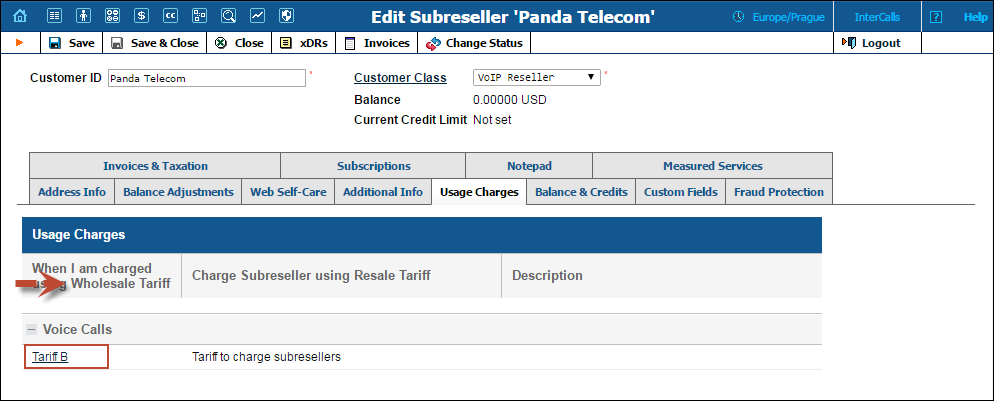 Edit Subreseller 'Panda Telecom'
Europe/Prague
InterCalls
? Help
Save
Save & Close
Close
xDRs
Invoices
Change Status
Logout
Customer ID Panda Telecom *
Customer Class VoIP Reseller *
Balance 0.00000 USD
Current Credit Limit Not set
Invoices & Taxation Subscriptions Notepad Measured Services
Address Info Balance Adjustments Web Self-Care Additional Info Usage Charges Balance & Credits Custom Fields Fraud Protection
Usage Charges
When I am charged
using Wholesale Tariff
Charge Subreseller using Resale Tariff
Description
Voice Calls
Tariff B Tariff to charge subresellers